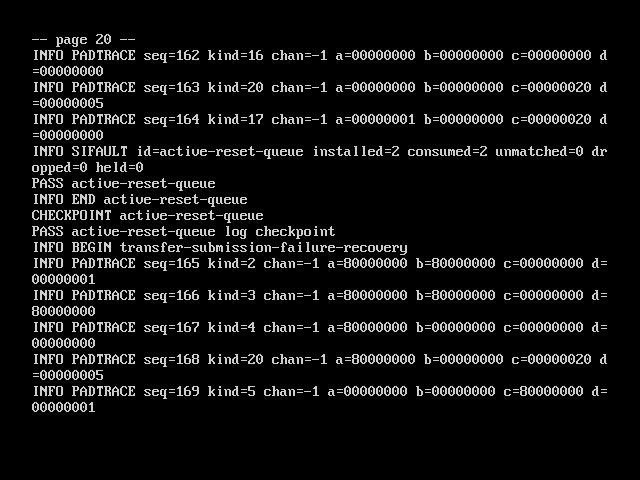 -- page 20 --
INFO PADTRACE seq=162 kind=16 chan=-1 a=00000000 b=00000000 c=00000000 d
=00000000
INFO PADTRACE seq=163 kind=20 chan=-1 a=00000000 b=00000000 c=00000020 d
=00000005
INFO PADTRACE seq=164 kind=17 chan=-1 a=00000001 b=00000000 c=00000020 d
=00000000
INFO SIFAULT id=active-reset-queue installed=2 consumed=2 unmatched=0 dr
opped=0 held=0
PASS active-reset-queue
INFO END active-reset-queue
CHECKPOINT active-reset-queue
PASS active-reset-queue log checkpoint
INFO BEGIN transfer-submission-failure-recovery
INFO PADTRACE seq=165 kind=2 chan=-1 a=80000000 b=80000000 c=00000000 d=
00000001
INFO PADTRACE seq=166 kind=3 chan=-1 a=80000000 b=80000000 c=00000000 d=
80000000
INFO PADTRACE seq=167 kind=4 chan=-1 a=80000000 b=00000000 c=00000000 d=
00000000
INFO PADTRACE seq=168 kind=20 chan=-1 a=80000000 b=00000000 c=00000020 d
=00000005
INFO PADTRACE seq=169 kind=5 chan=-1 a=00000000 b=00000000 c=80000000 d=
00000001